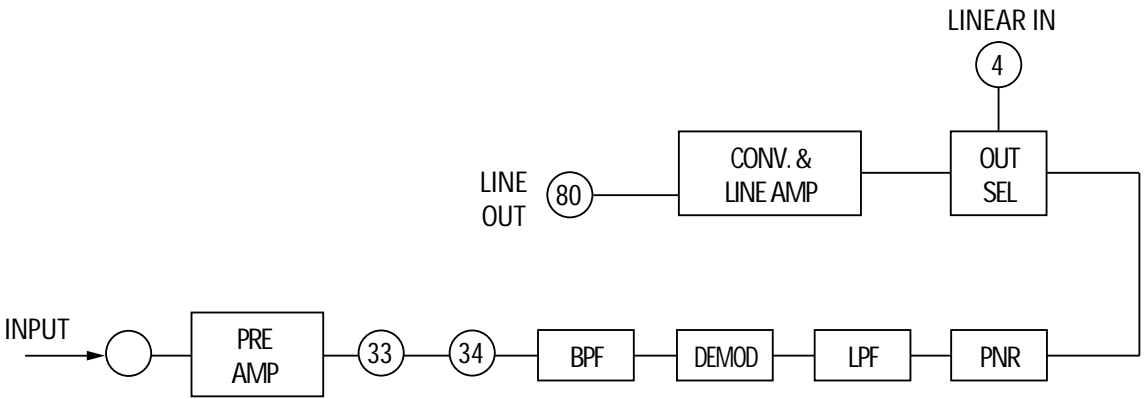 LINEAR IN
4
CONV. &
LINE AMP
OUT
SEL
LINE
OUT
80
INPUT
PRE
AMP
33
34
BPF
DEMOD
LPF
PNR